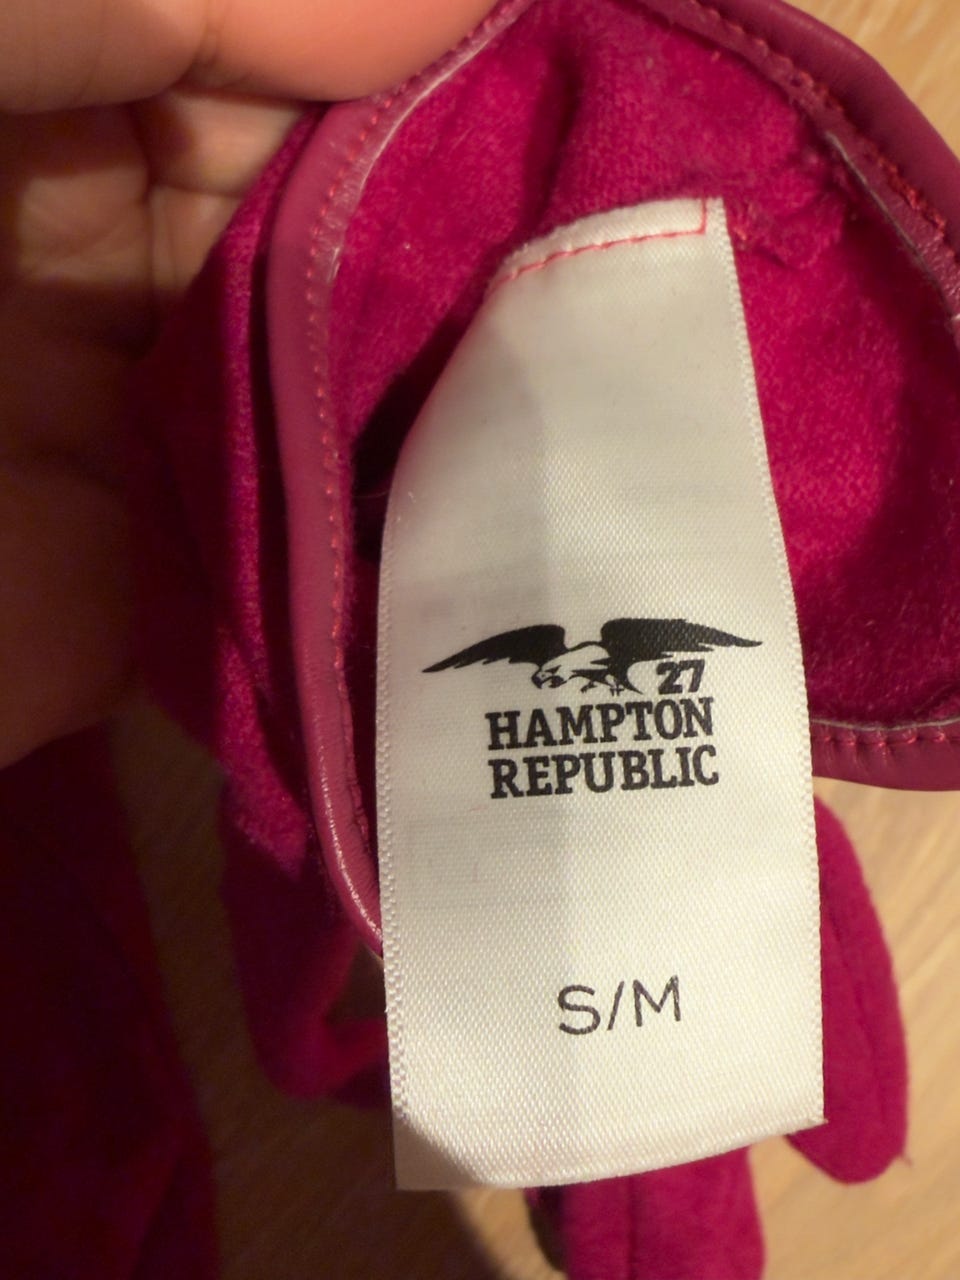 27
HAMPTON
REPUBLIC
S/M